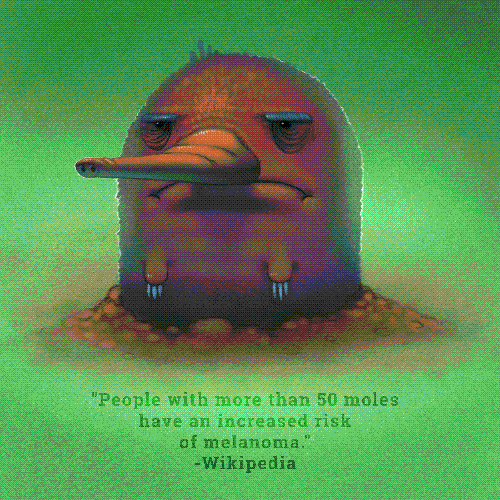 "People with more than 50 moles
have an increased risk
of melanoma."
-Wikipedia